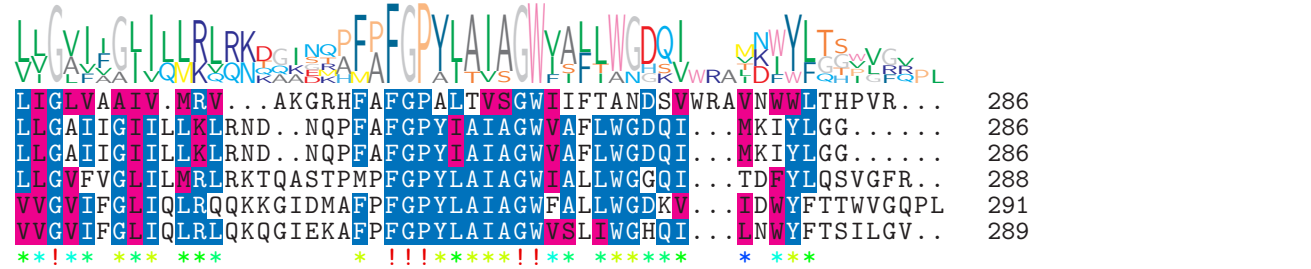 LIGLVAAIV.MRV...AKGRHFAFGPALTVSGWIIFTANDSVWRAVNWWLTHPVR... 286
LLGAIIGIILLKLRND..NQPFAFGPYIAIAGWVAFLWGDQI...MKIYLGG...... 286
LLGAIIGIILLKLRND..NQPFAFGPYIAIAGWVAFLWGDQI...MKIYLGG...... 286
LLGVFVGLILMRLRKTQASTPMPFGPYLAIAGWIALLWGGQI...TDFYLQSVGFR.. 288
VVGVIFGLIQLRQQKKGIDMAFPFGPYLAIAGWFALLWGDKV...IDWYFTTWVGQPL 291
VVGVIFGLIQLRLQKQGIEKAFPFGPYLAIAGWVSLIWGHQI...LNWYFTSILGV.. 289
**!** *** *** * !!!*****!!** ****** * ***